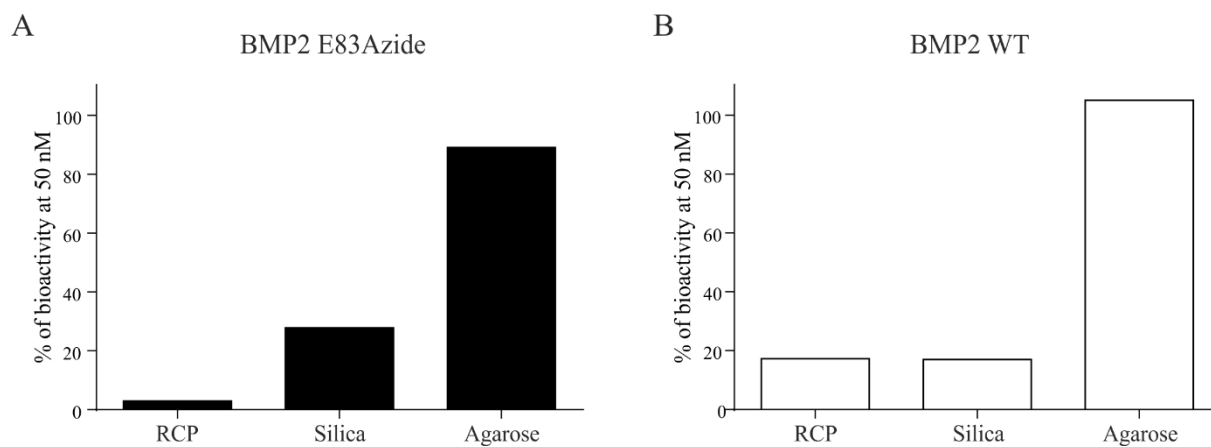 A
BMP2 E83Azide
% of bioactivity at 50 nM
100
80
60
40
20
0
RCP Silica Agarose
B
BMP2 WT
% of bioactivity at 50 nM
100
80
60
40
20
0
RCP Silica Agarose